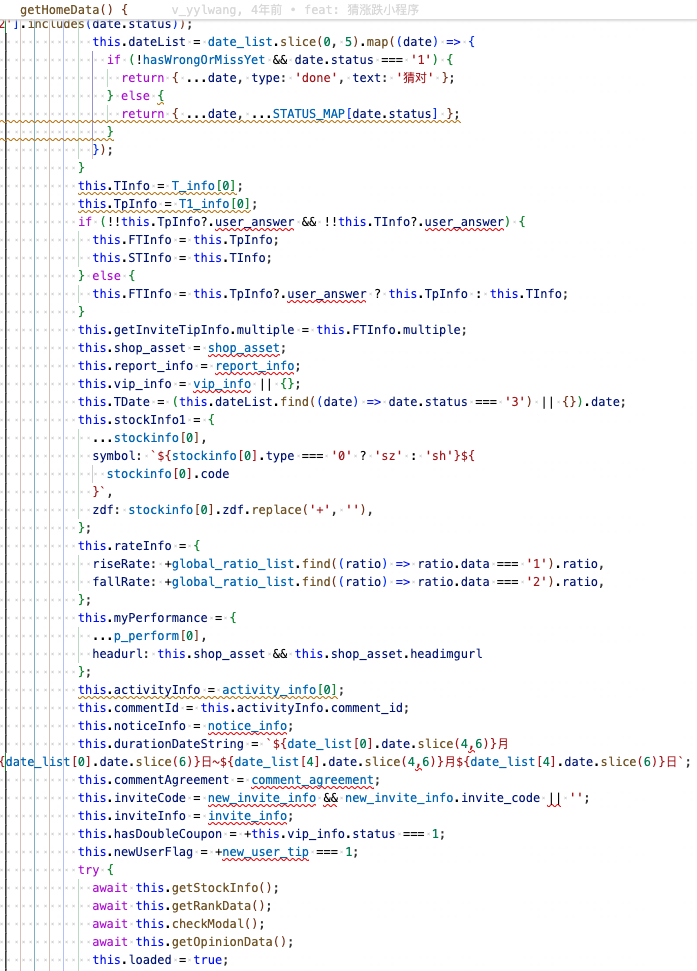 getHomeData() { v_yylwang, 4年前 • feat: 猜涨跌小程序
2'].includes(date.status));
this.dateList = date_list.slice(0, 5).map((date) => {
if (!hasWrongOrMissYet && date.status === '1') {
return { ...date, type: 'done', text: '猜对' };
} else {
return { ...date, ...STATUS_MAP[date.status] };
}
});
}
this.TInfo = T_info[0];
this.TpInfo = T1_info[0];
if (!!this.TpInfo?.user_answer && !!this.TInfo?.user_answer) {
this.FTInfo = this.TpInfo;
this.STInfo = this.TInfo;
} else {
this.FTInfo = this.TpInfo?.user_answer ? this.TpInfo : this.TInfo;
}
this.getInviteTipInfo.multiple = this.FTInfo.multiple;
this.shop_asset = shop_asset;
this.report_info = report_info;
this.vip_info = vip_info || {};
this.TDate = (this.dateList.find((date) => date.status === '3') || {}).date;
this.stockInfo1 = {
...stockinfo[0],
symbol: `${stockinfo[0].type === '0' ? 'sz' : 'sh'}${
stockinfo[0].code
}`,
zdf: stockinfo[0].zdf.replace('+', ''),
};
this.rateInfo = {
riseRate: +global_ratio_list.find((ratio) => ratio.data === '1').ratio,
fallRate: +global_ratio_list.find((ratio) => ratio.data === '2').ratio,
};
this.myPerformance = {
...p_perform[0],
headurl: this.shop_asset && this.shop_asset.headimgurl
};
this.activityInfo = activity_info[0];
this.commentId = this.activityInfo.comment_id;
this.noticeInfo = notice_info;
this.durationDateString = `${date_list[0].date.slice(4,6)}月
{date_list[0].date.slice(6)}日~${date_list[4].date.slice(4,6)}月${date_list[4].date.slice(6)}日`;
this.commentAgreement = comment_agreement;
this.inviteCode = new_invite_info && new_invite_info.invite_code || '';
this.inviteInfo = invite_info;
this.hasDoubleCoupon = +this.vip_info.status === 1;
this.newUserFlag = +new_user_tip === 1;
try {
await this.getStockInfo();
await this.getRankData();
await this.checkModal();
await this.getOpinionData();
this.loaded = true;